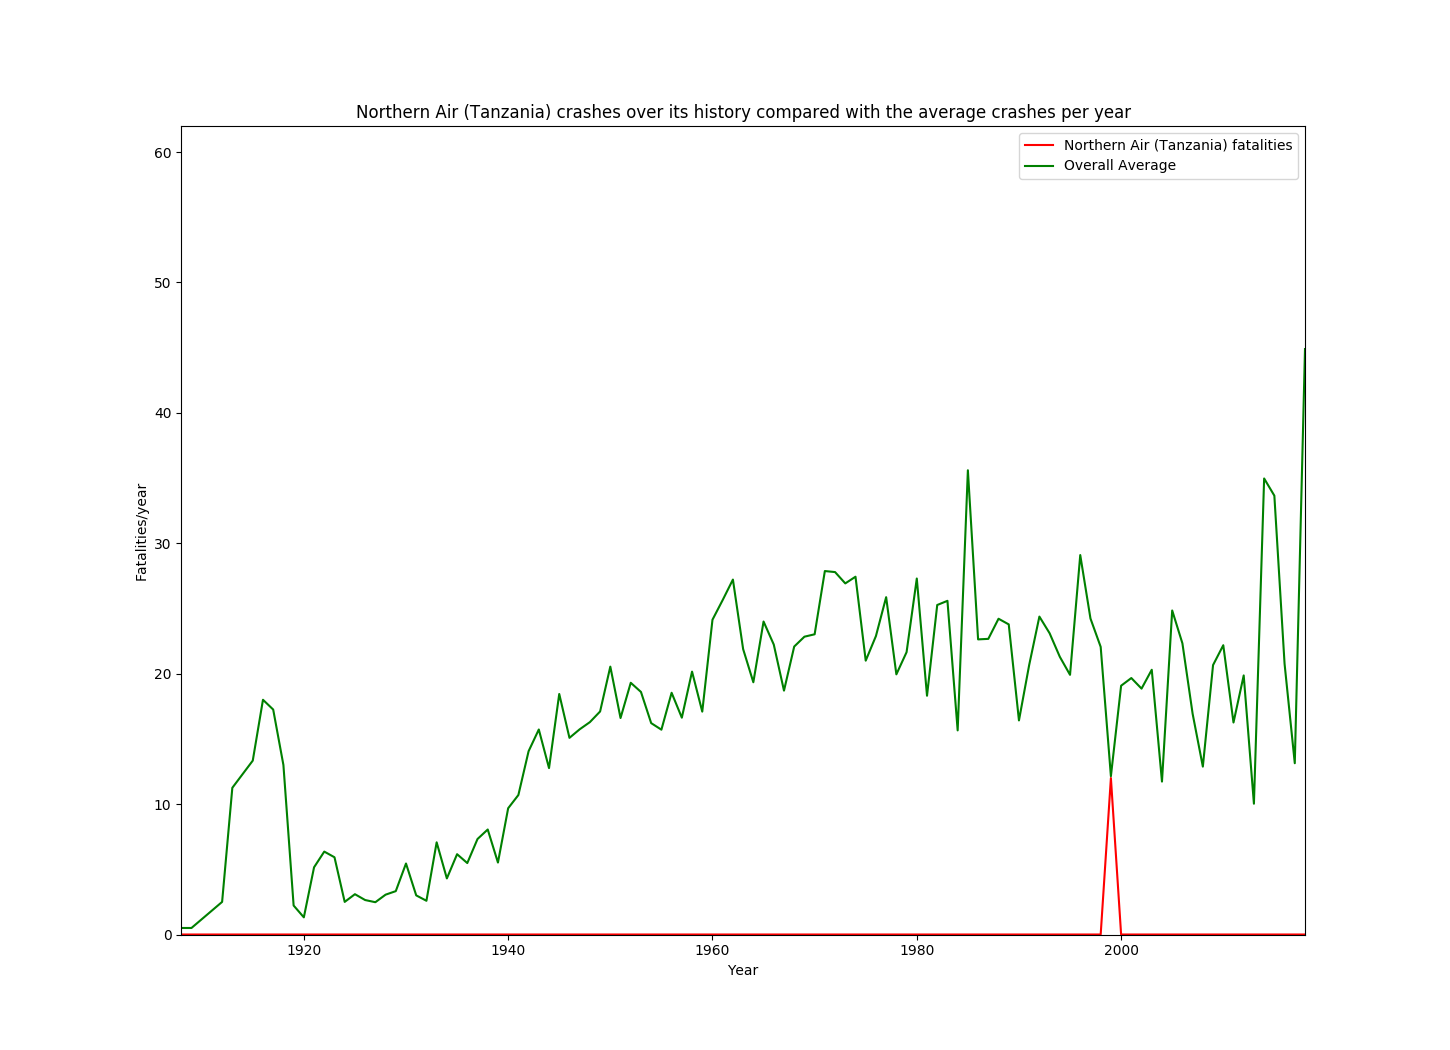 Northern Air (Tanzania) crashes over its history compared with the average crashes per year
Northern Air (Tanzania) fatalities
Overall Average
60
50
40
30
20
10
0
Fatalities/year
1920
1940
1960
1980
2000
Year